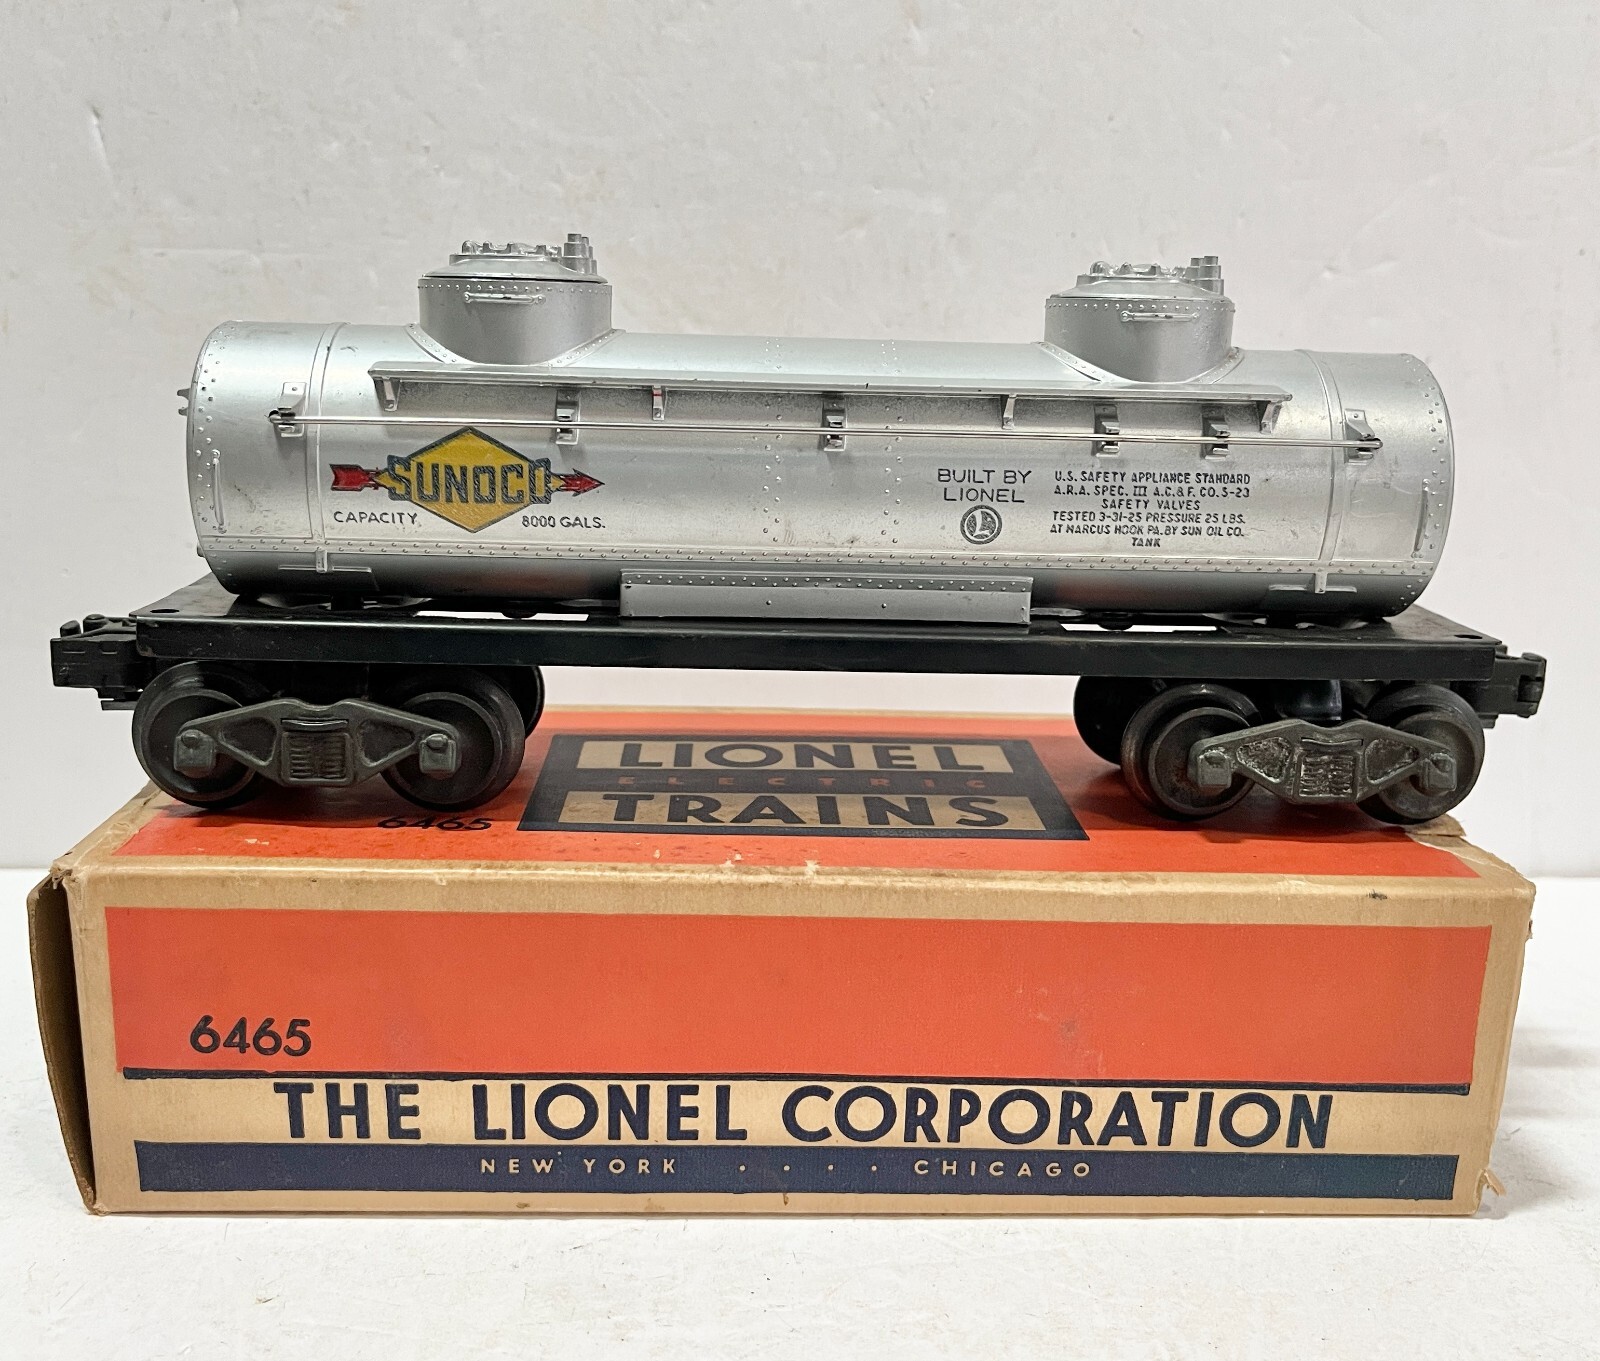 SUNOCO
CAPACITY 8000 GALS.
BUILT BY
LIONEL
L
U.S. SAFETY APPLIANCE STANDARD
A.R.A. SPEC. III A.C.& F. CO. S-23
SAFETY VALVES
TESTED 3-31-25 PRESSURE 25 LBS.
AT MARCUS HOOK PA. BY SUN OIL CO.
TANK
LIONEL
ELECTRIC
TRAINS
6465
6465
THE LIONEL CORPORATION
NEW YORK · · · · CHICAGO